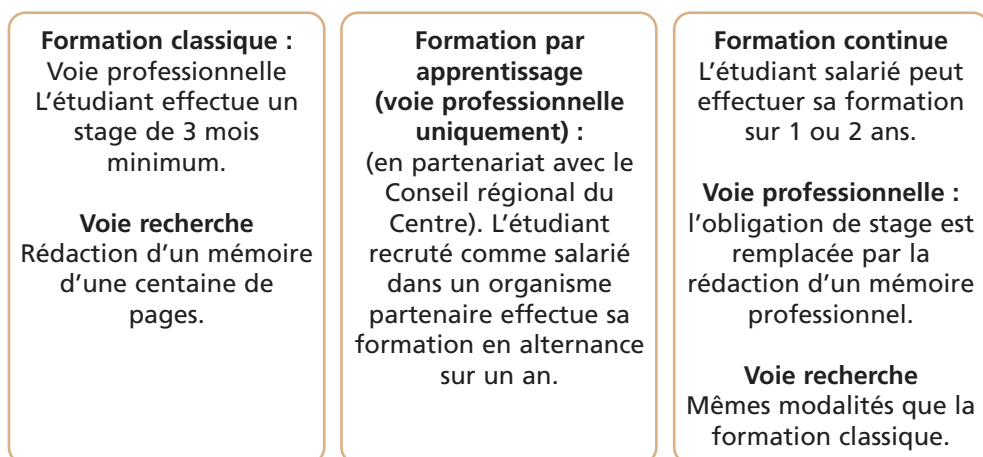 Formation classique :
Voie professionnelle
L’étudiant effectue un
stage de 3 mois
minimum.
Voie recherche
Rédaction d’un mémoire
d’une centaine de
pages.
Formation par
apprentissage
(voie professionnelle
uniquement) :
(en partenariat avec le
Conseil régional du
Centre). L’étudiant
recruté comme salarié
dans un organisme
partenaire effectue sa
formation en alternance
sur un an.
Formation continue
L’étudiant salarié peut
effectuer sa formation
sur 1 ou 2 ans.
Voie professionnelle :
l’obligation de stage est
remplacée par la
rédaction d’un mémoire
professionnel.
Voie recherche
Mêmes modalités que la
formation classique.